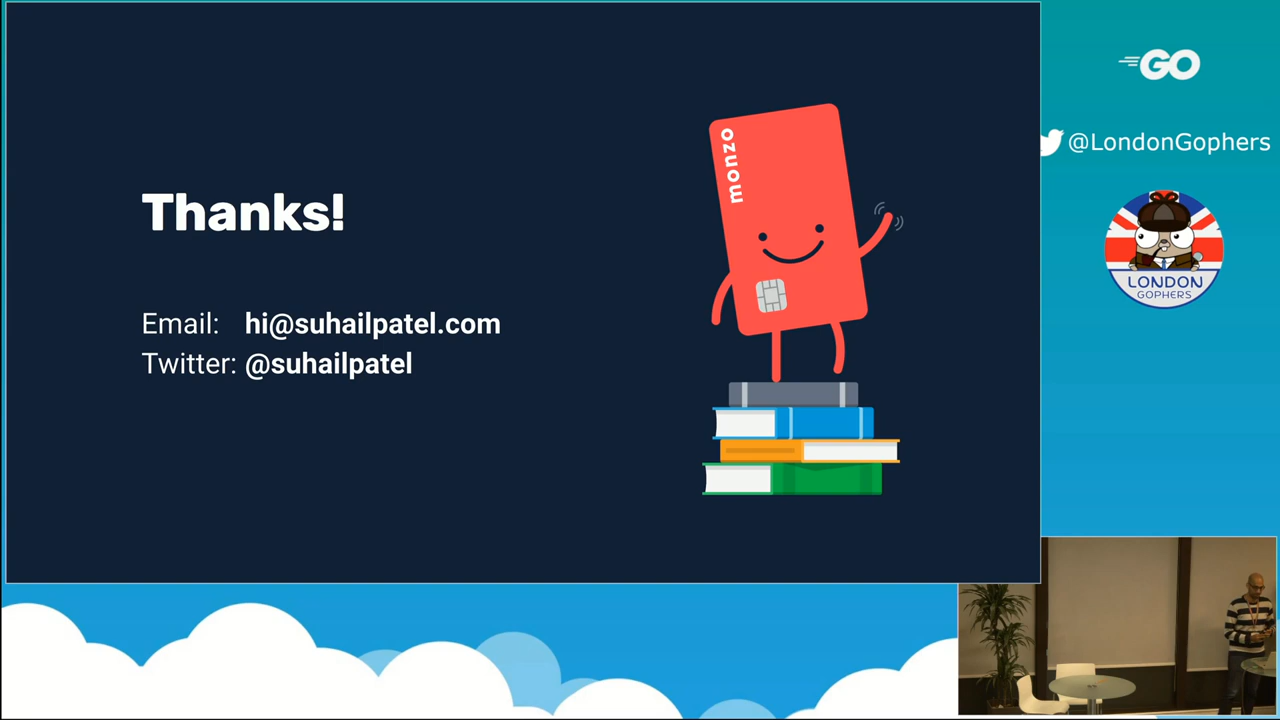 Thanks!
Email: hi@suhailpatel.com
Twitter: @suhailpatel
monzo
GO
@LondonGophers
LONDON
GOPHERS